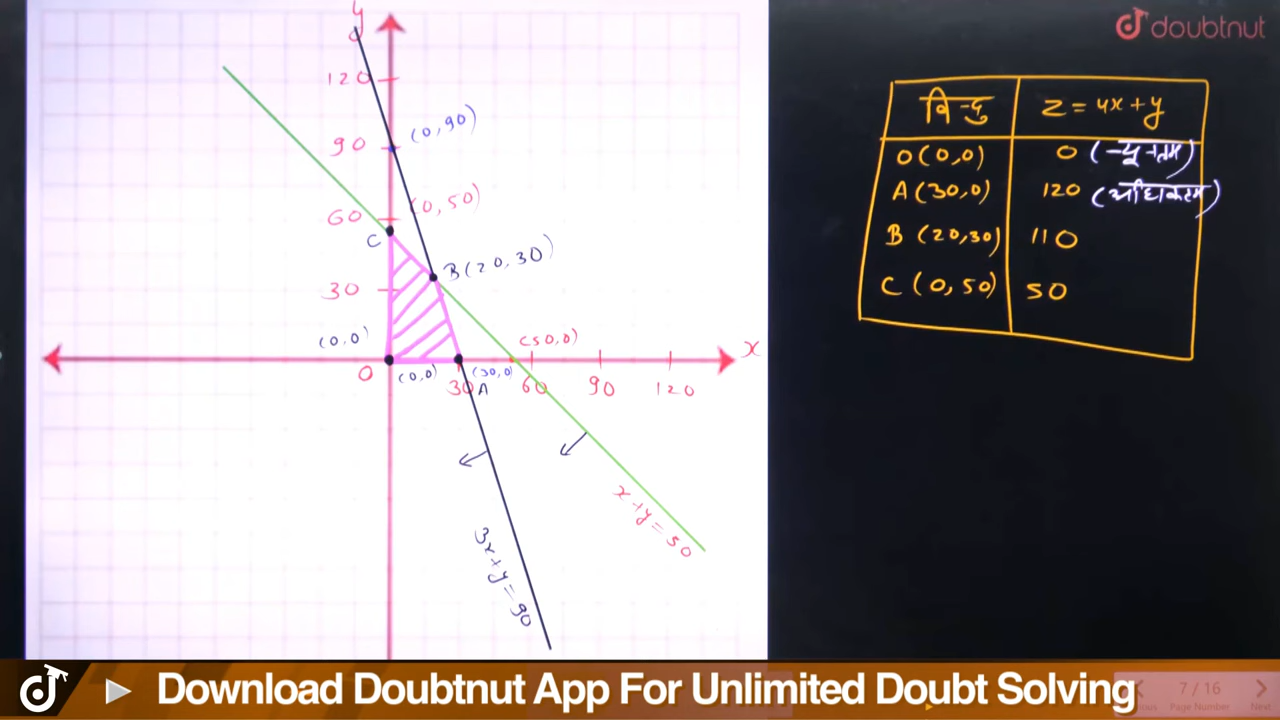 doubtnut
y
120
90
(0,90)
60
(0,50)
C
B(20,30)
30
(0,0)
(50,0)
x
O
(0,0)
30
(30,0)
A
60
90
120
x+y=50
3x+y=90
बिन्दु z=4x+y
O(0,0) 0 (न्यूनतम)
A(30,0) 120 (अधिकतम)
B (20,30) 110
C (0,50) 50
Download Doubtnut App For Unlimited Doubt Solving
7 / 16
Page Number
Next